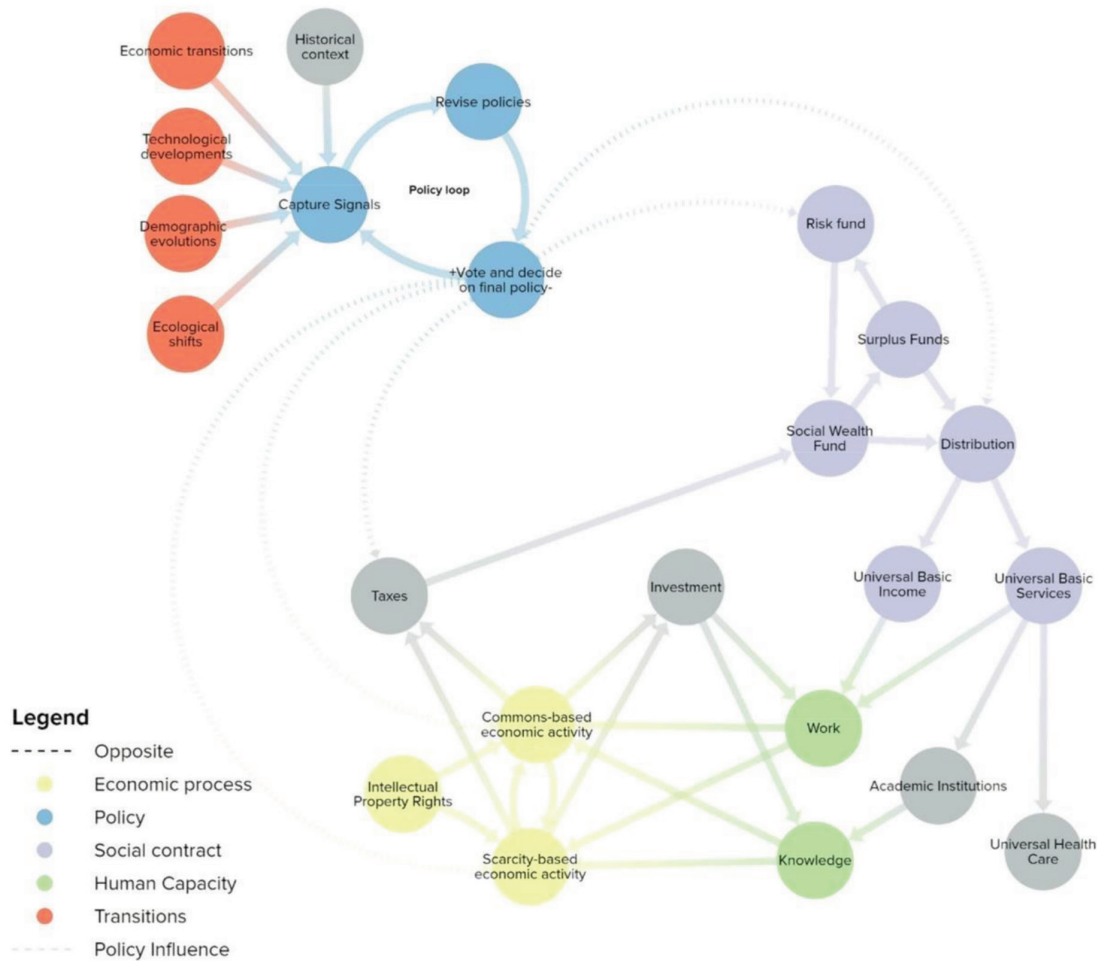 Economic transitions
Historical
context
Revise policies
Technological
developments
Policy loop
Capture Signals
Demographic
evolutions
Risk fund
+Vote and decide
on final policy-
Ecological
shifts
Surplus Funds
Social Wealth
Fund
Distribution
Taxes
Investment
Universal Basic
Income
Universal Basic
Services
Commons-based
economic activity
Work
Intellectual
Property Rights
Academic Institutions
Scarcity-based
economic activity
Knowledge
Universal Health
Care
Legend
Opposite
Economic process
Policy
Social contract
Human Capacity
Transitions
Policy Influence